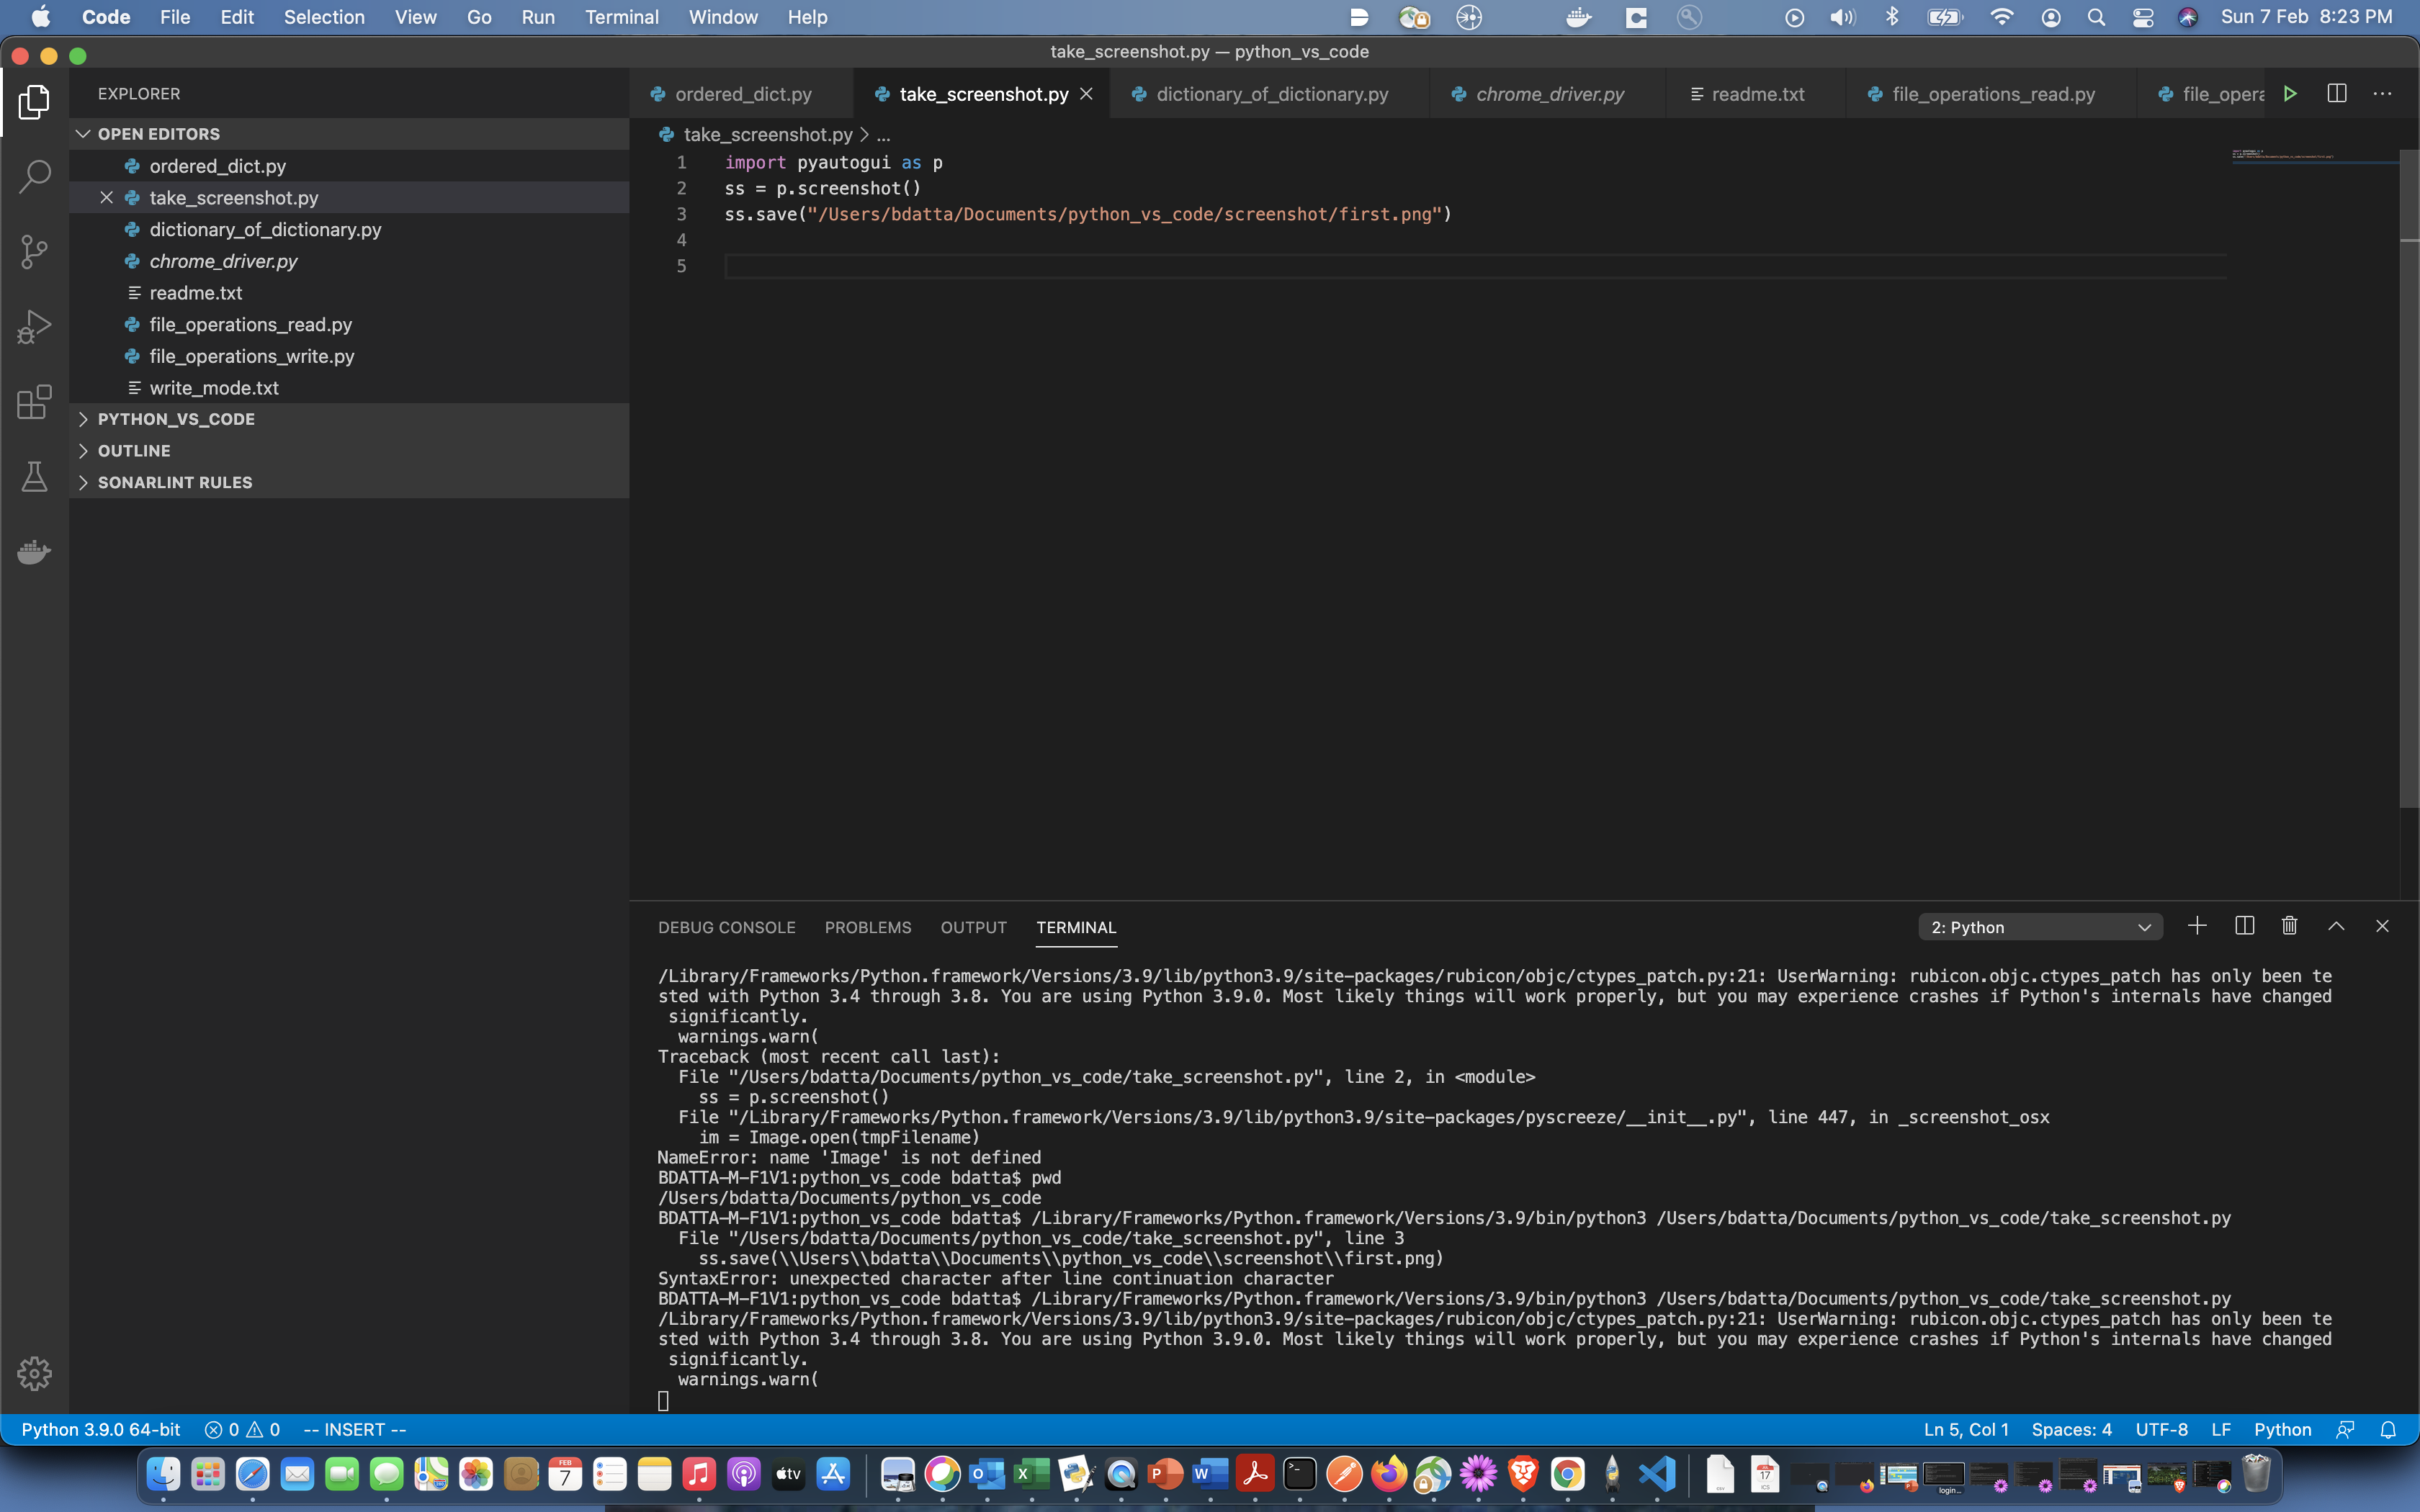 Code File Edit Selection View Go Run Terminal Window Help Sun 7 Feb 8:23 PM
take_screenshot.py — python_vs_code
EXPLORER
OPEN EDITORS
ordered_dict.py
take_screenshot.py
dictionary_of_dictionary.py
chrome_driver.py
readme.txt
file_operations_read.py
file_operations_write.py
write_mode.txt
PYTHON_VS_CODE
OUTLINE
SONARLINT RULES
ordered_dict.py take_screenshot.py dictionary_of_dictionary.py chrome_driver.py readme.txt file_operations_read.py file_opera
take_screenshot.py > ...
1 import pyautogui as p
2 ss = p.screenshot()
3 ss.save("/Users/bdatta/Documents/python_vs_code/screenshot/first.png")
4
5
DEBUG CONSOLE PROBLEMS OUTPUT TERMINAL 2: Python
/Library/Frameworks/Python.framework/Versions/3.9/lib/python3.9/site-packages/rubicon/objc/ctypes_patch.py:21: UserWarning: rubicon.objc.ctypes_patch has only been te
sted with Python 3.4 through 3.8. You are using Python 3.9.0. Most likely things will work properly, but you may experience crashes if Python's internals have changed
significantly.
warnings.warn(
Traceback (most recent call last):
File "/Users/bdatta/Documents/python_vs_code/take_screenshot.py", line 2, in <module>
ss = p.screenshot()
File "/Library/Frameworks/Python.framework/Versions/3.9/lib/python3.9/site-packages/pyscreeze/__init__.py", line 447, in _screenshot_osx
im = Image.open(tmpFilename)
NameError: name 'Image' is not defined
BDATTA-M-F1V1:python_vs_code bdatta$ pwd
/Users/bdatta/Documents/python_vs_code
BDATTA-M-F1V1:python_vs_code bdatta$ /Library/Frameworks/Python.framework/Versions/3.9/bin/python3 /Users/bdatta/Documents/python_vs_code/take_screenshot.py
File "/Users/bdatta/Documents/python_vs_code/take_screenshot.py", line 3
ss.save(\\Users\\bdatta\\Documents\\python_vs_code\\screenshot\\first.png)
SyntaxError: unexpected character after line continuation character
BDATTA-M-F1V1:python_vs_code bdatta$ /Library/Frameworks/Python.framework/Versions/3.9/bin/python3 /Users/bdatta/Documents/python_vs_code/take_screenshot.py
/Library/Frameworks/Python.framework/Versions/3.9/lib/python3.9/site-packages/rubicon/objc/ctypes_patch.py:21: UserWarning: rubicon.objc.ctypes_patch has only been te
sted with Python 3.4 through 3.8. You are using Python 3.9.0. Most likely things will work properly, but you may experience crashes if Python's internals have changed
significantly.
warnings.warn(
Python 3.9.0 64-bit 0 0 -- INSERT -- Ln 5, Col 1 Spaces: 4 UTF-8 LF Python
FEB
7
tv
17
login...